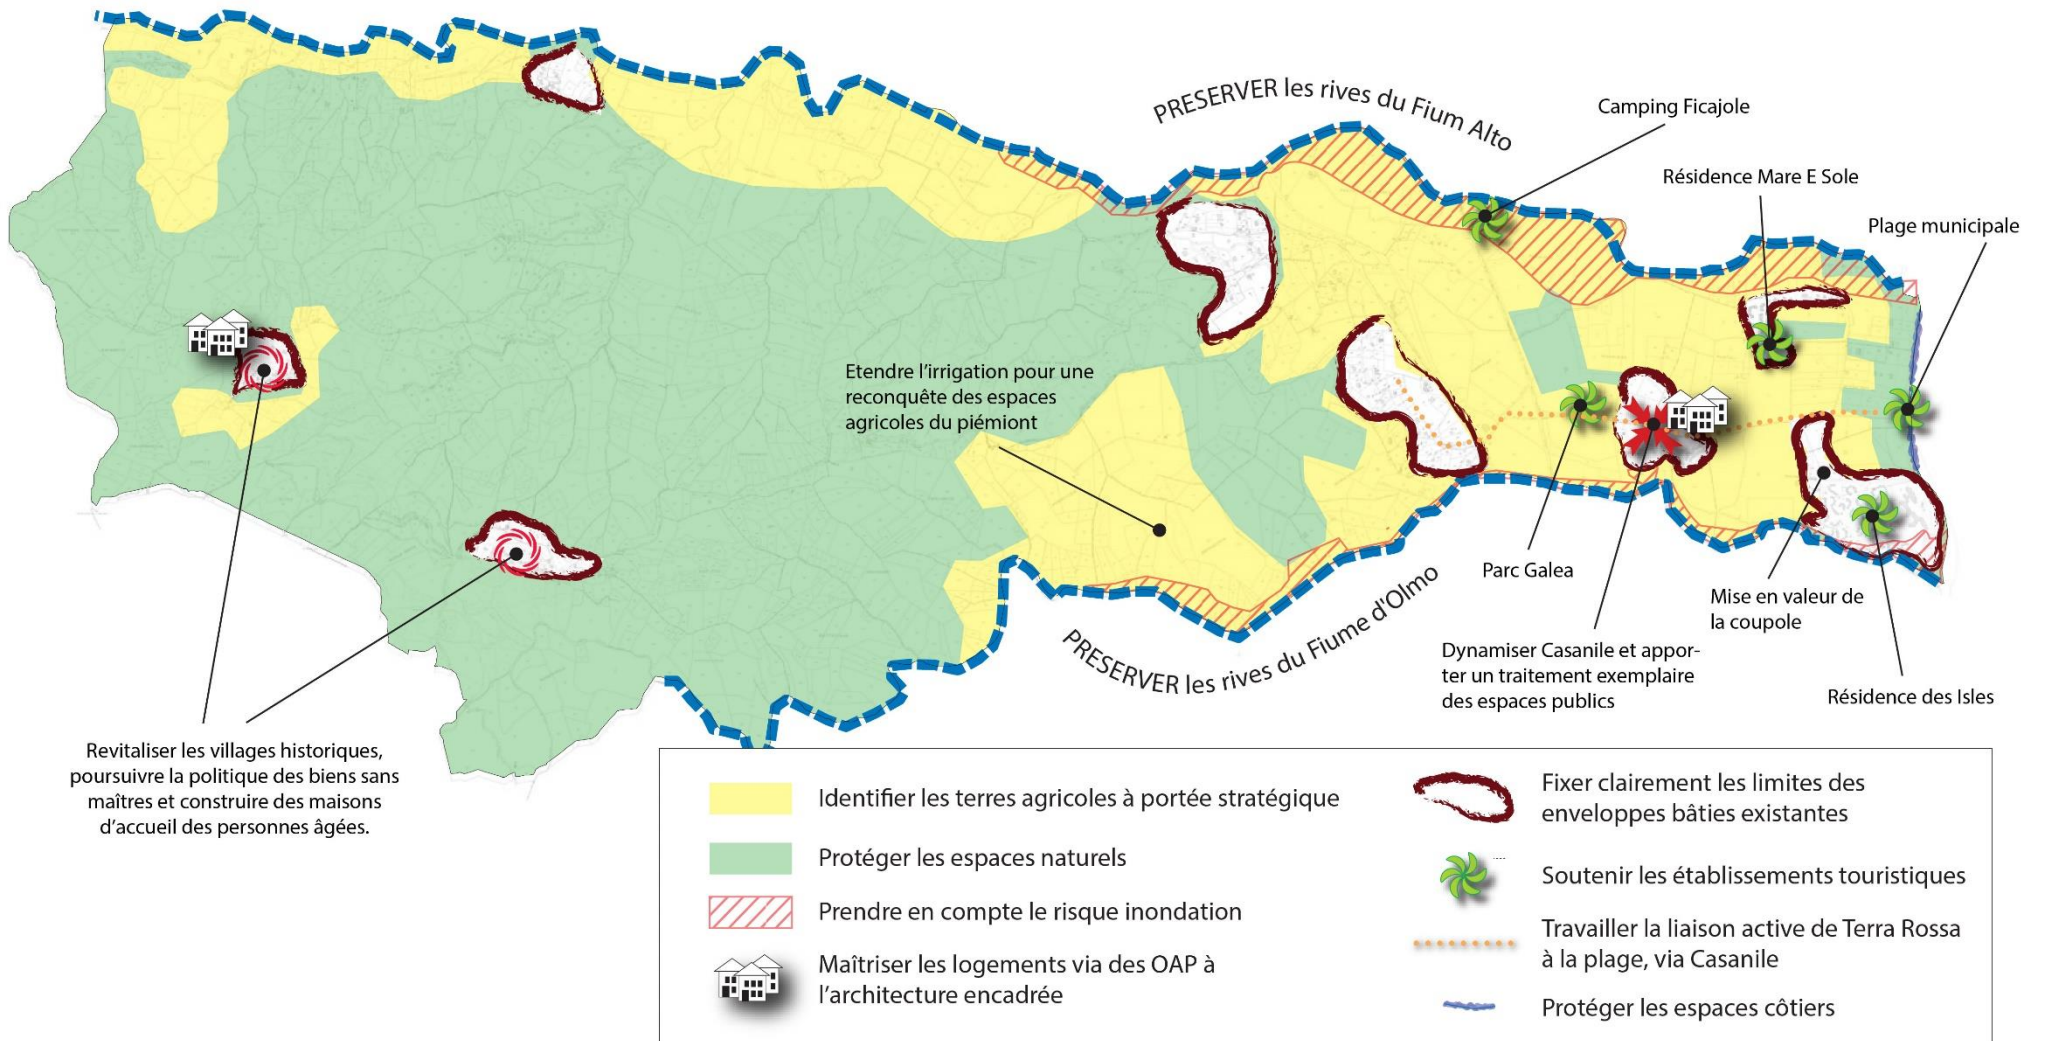 PRESERVER les rives du Fium Alto
Camping Ficajole
Résidence Mare E Sole
Plage municipale
Etendre l'irrigation pour une
reconquête des espaces
agricoles du piémiont
PRESERVER les rives du Fiume d'Olmo
Parc Galea
Mise en valeur de
la coupole
Dynamiser Casanile et appor-
ter un traitement exemplaire
des espaces publics
Résidence des Isles
Revitaliser les villages historiques,
poursuivre la politique des biens sans
maîtres et construire des maisons
d'accueil des personnes âgées.
Identifier les terres agricoles à portée stratégique
Protéger les espaces naturels
Prendre en compte le risque inondation
Maîtriser les logements via des OAP à
l'architecture encadrée
Fixer clairement les limites des
enveloppes bâties existantes
Soutenir les établissements touristiques
Travailler la liaison active de Terra Rossa
à la plage, via Casanile
Protéger les espaces côtiers